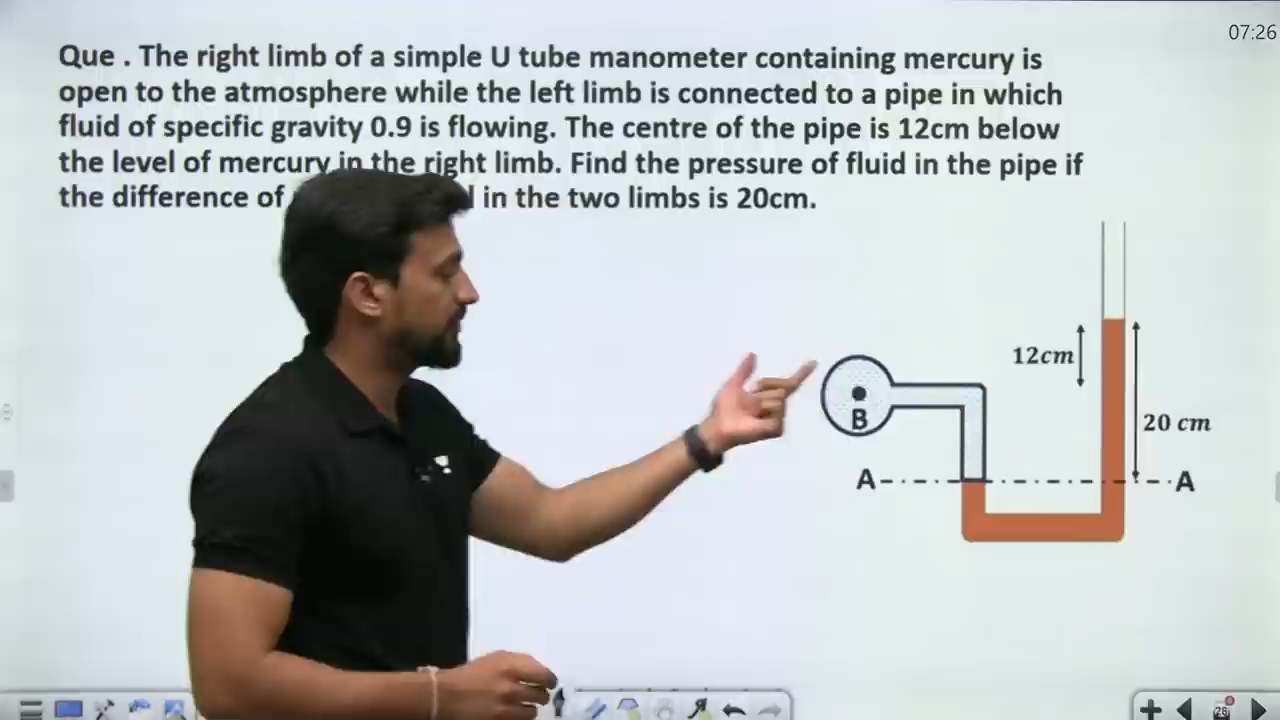 07:26
Que . The right limb of a simple U tube manometer containing mercury is
open to the atmosphere while the left limb is connected to a pipe in which
fluid of specific gravity 0.9 is flowing. The centre of the pipe is 12cm below
the level of mercury in the right limb. Find the pressure of fluid in the pipe if
the difference of in the two limbs is 20cm.
12cm
B
20 cm
A A
28